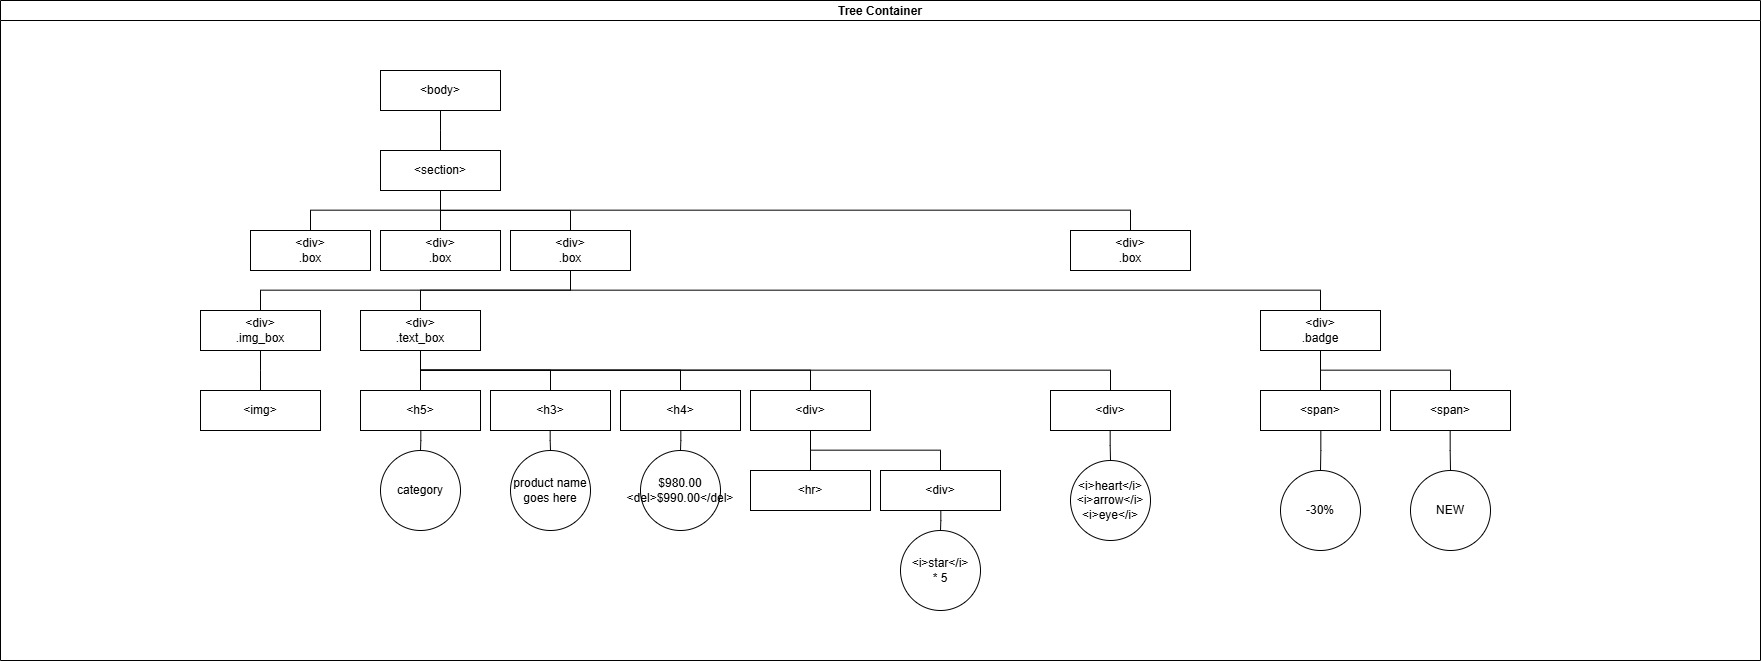 Tree Container
<body>
<section>
<div>
.box
<div>
.box
<div>
.box
<div>
.box
<div>
.img_box
<div>
.text_box
<div>
.badge
<img>
<h5>
<h3>
<h4>
<div>
<div>
<span>
<span>
category
product name
goes here
$980.00
<del>$990.00</del>
<hr>
<div>
<i>heart</i>
<i>arrow</i>
<i>eye</i>
-30%
NEW
<i>star</i>
* 5